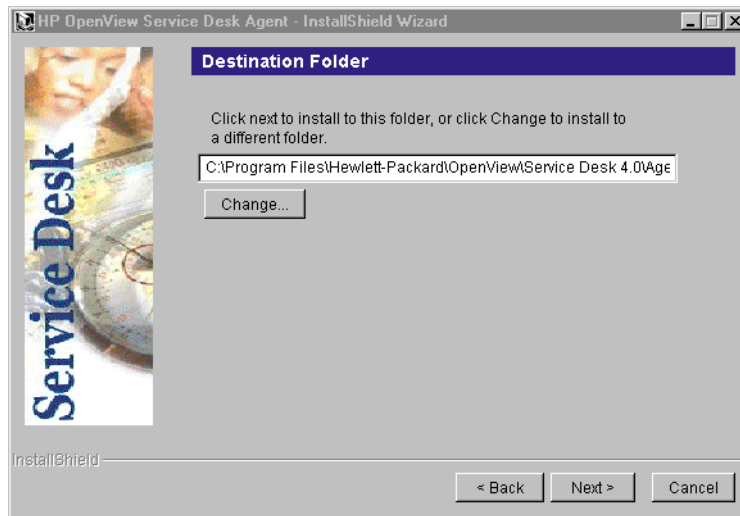 HP OpenView Service Desk Agent - InstallShield Wizard
Destination Folder
Click next to install to this folder, or click Change to install to
a different folder.
C:\Program Files\Hewlett-Packard\OpenView\Service Desk 4.0\Age
Change...
Service Desk
InstallShield
< Back
Next >
Cancel